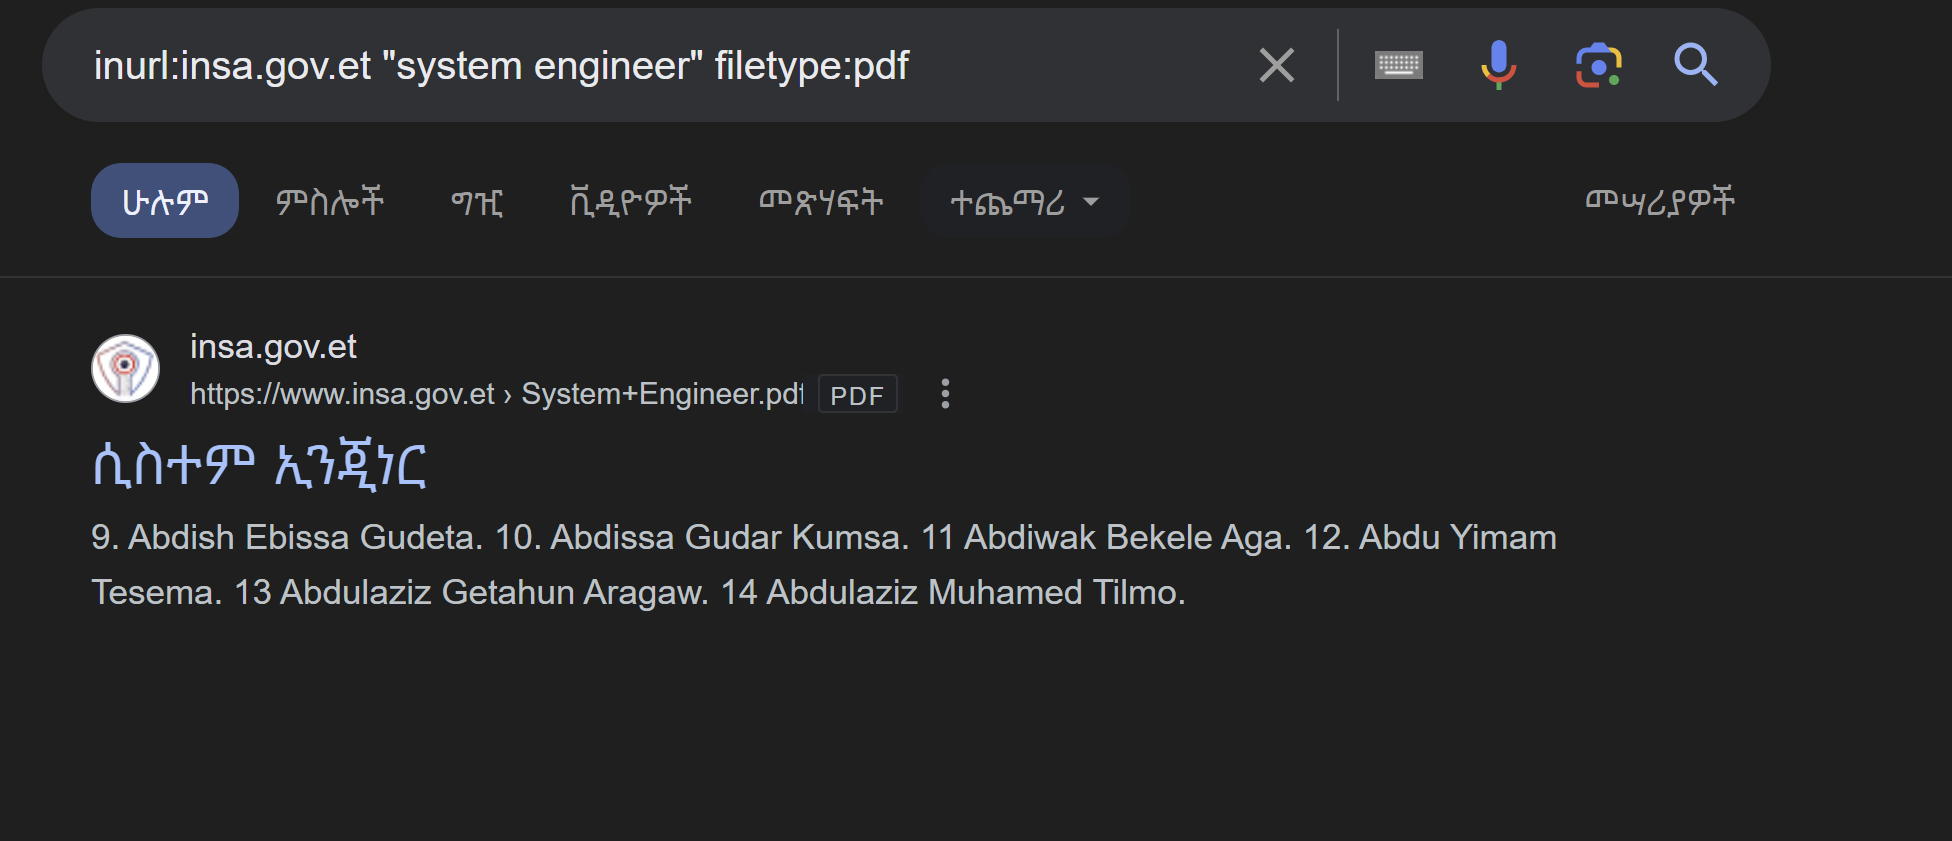 inurl:insa.gov.et "system engineer" filetype:pdf
ሁሉም ምስሎች ግዢ ቪዲዮዎች መጽሃፍት ተጨማሪ መሣሪያዎች
insa.gov.et
https://www.insa.gov.et › System+Engineer.pdf PDF
ሲስተም ኢንጂነር
9. Abdish Ebissa Gudeta. 10. Abdissa Gudar Kumsa. 11 Abdiwak Bekele Aga. 12. Abdu Yimam
Tesema. 13 Abdulaziz Getahun Aragaw. 14 Abdulaziz Muhamed Tilmo.